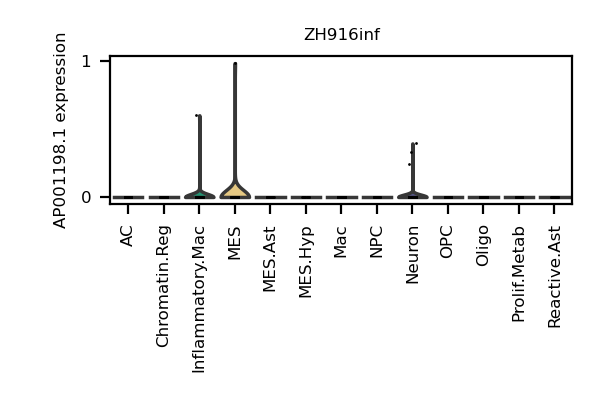 ZH916inf
AP001198.1 expression
1
0
AC
Chromatin.Reg
Inflammatory.Mac
MES
MES.Ast
MES.Hyp
Mac
NPC
Neuron
OPC
Oligo
Prolif.Metab
Reactive.Ast